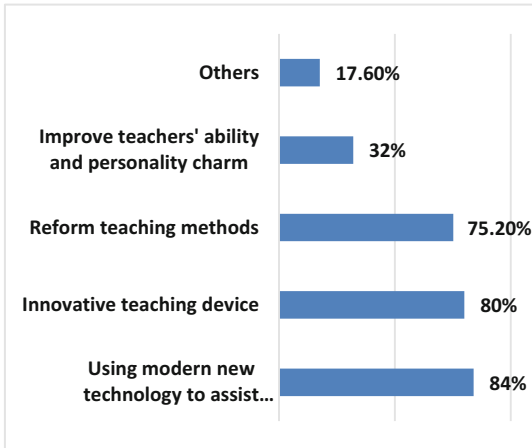 Others
17.60%
Improve teachers' ability
and personality charm
32%
Reform teaching methods
75.20%
Innovative teaching device
80%
Using modern new
technology to assist...
84%